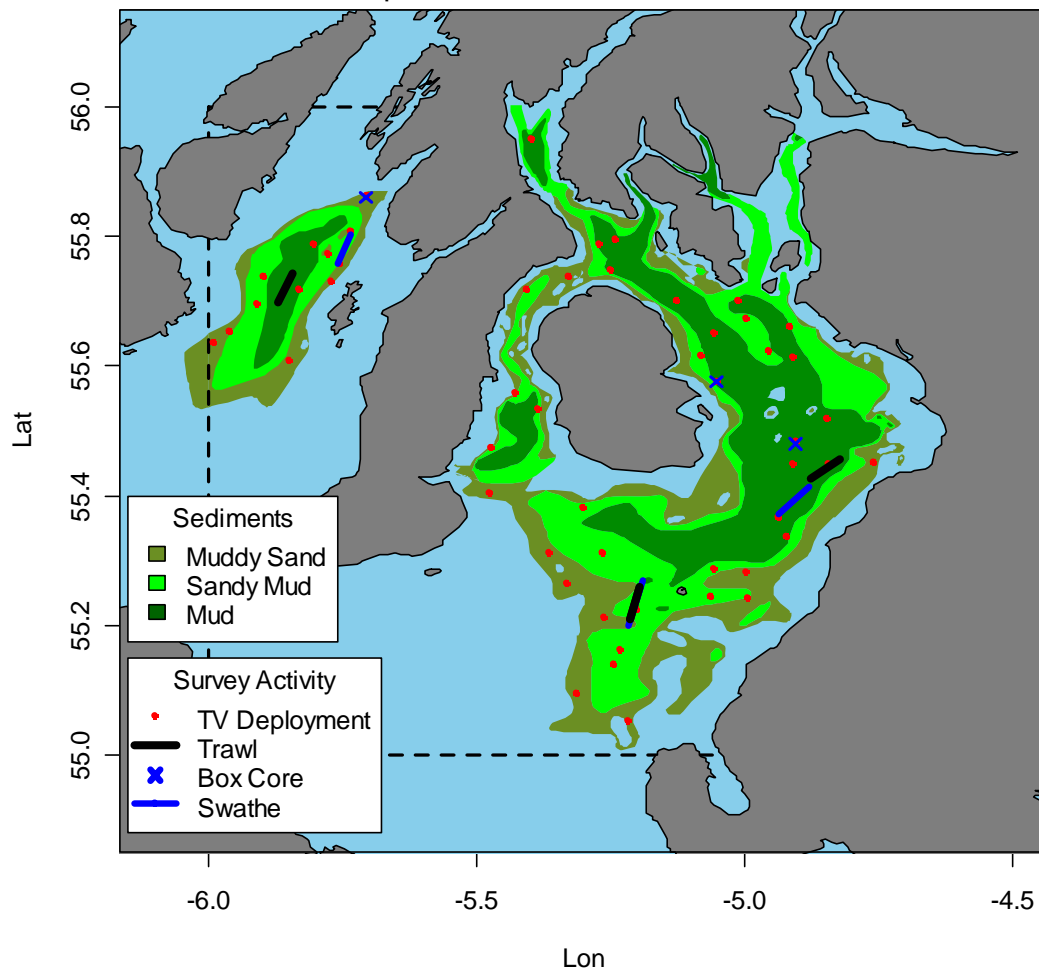 56.0
55.8
55.6
55.4
55.2
55.0
Lat
Sediments
Muddy Sand
Sandy Mud
Mud
Survey Activity
TV Deployment
Trawl
Box Core
Swathe
-6.0
-5.5
-5.0
-4.5
Lon